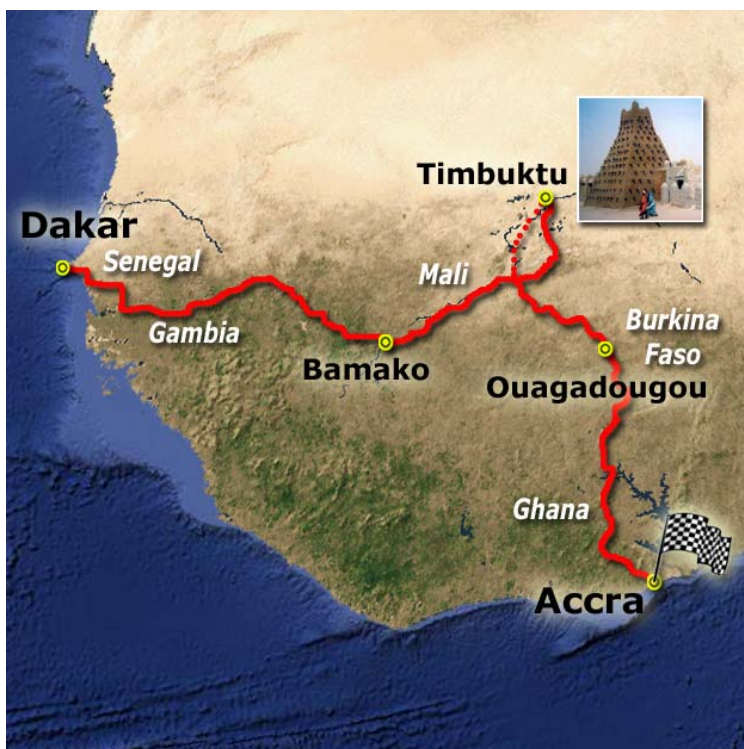 Timbuktu
Dakar
Senegal
Mali
Gambia
Burkina
Faso
Bamako
Ouagadougou
Ghana
Accra